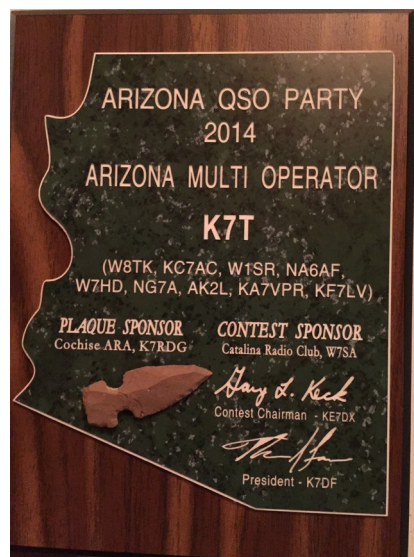 ARIZONA QSO PARTY
2014
ARIZONA MULTI OPERATOR
K7T
(W8TK, KC7AC, W1SR, NA6AF,
W7HD, NG7A, AK2L, KA7VPR, KF7LV)
PLAQUE SPONSOR
Cochise ARA, K7RDG
CONTEST SPONSOR
Catalina Radio Club, W7SA
Gary L. Keck
Contest Chairman - KE7DX
President - K7DF